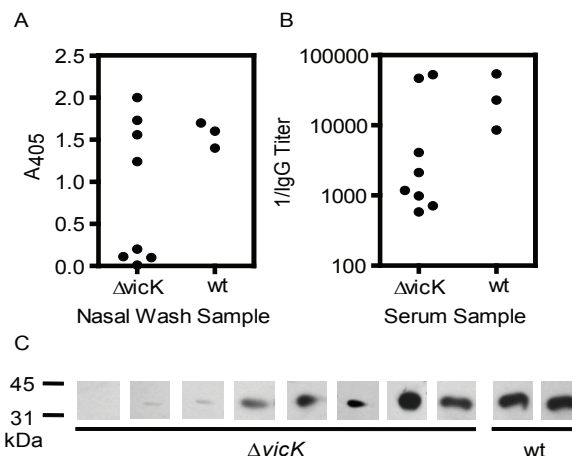 A
2.5
2.0
1.5
1.0
0.5
0.0
A405
ΔvicK wt
Nasal Wash Sample
B
100000
10000
1000
100
1/IgG Titer
ΔvicK wt
Serum Sample
C
45
31
kDa
ΔvicK wt